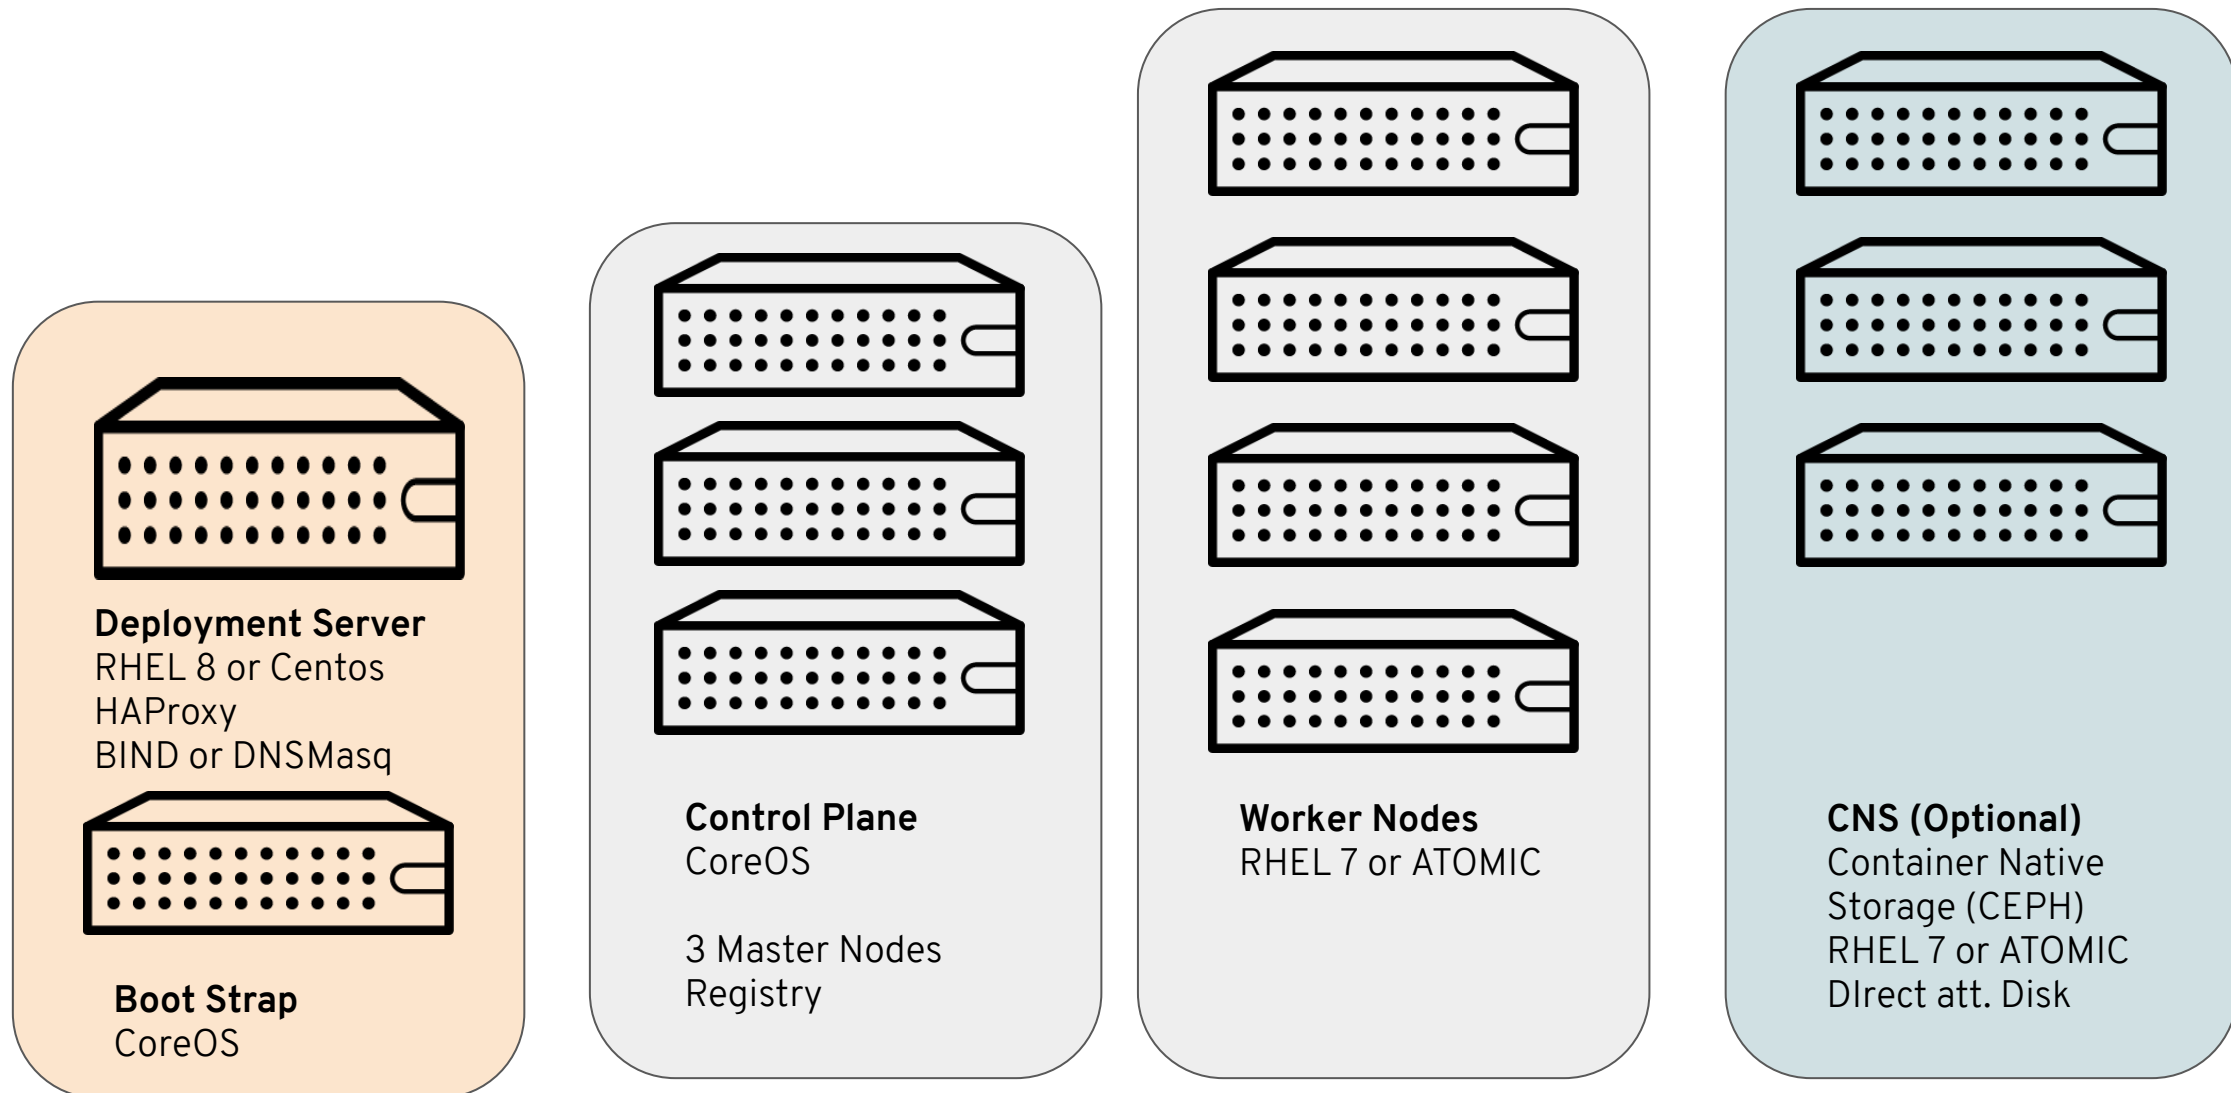 Deployment Server
RHEL 8 or Centos
HAProxy
BIND or DNSMasq
Boot Strap
CoreOS
Control Plane
CoreOS
3 Master Nodes
Registry
Worker Nodes
RHEL 7 or ATOMIC
CNS (Optional)
Container Native
Storage (CEPH)
RHEL 7 or ATOMIC
DIrect att. Disk